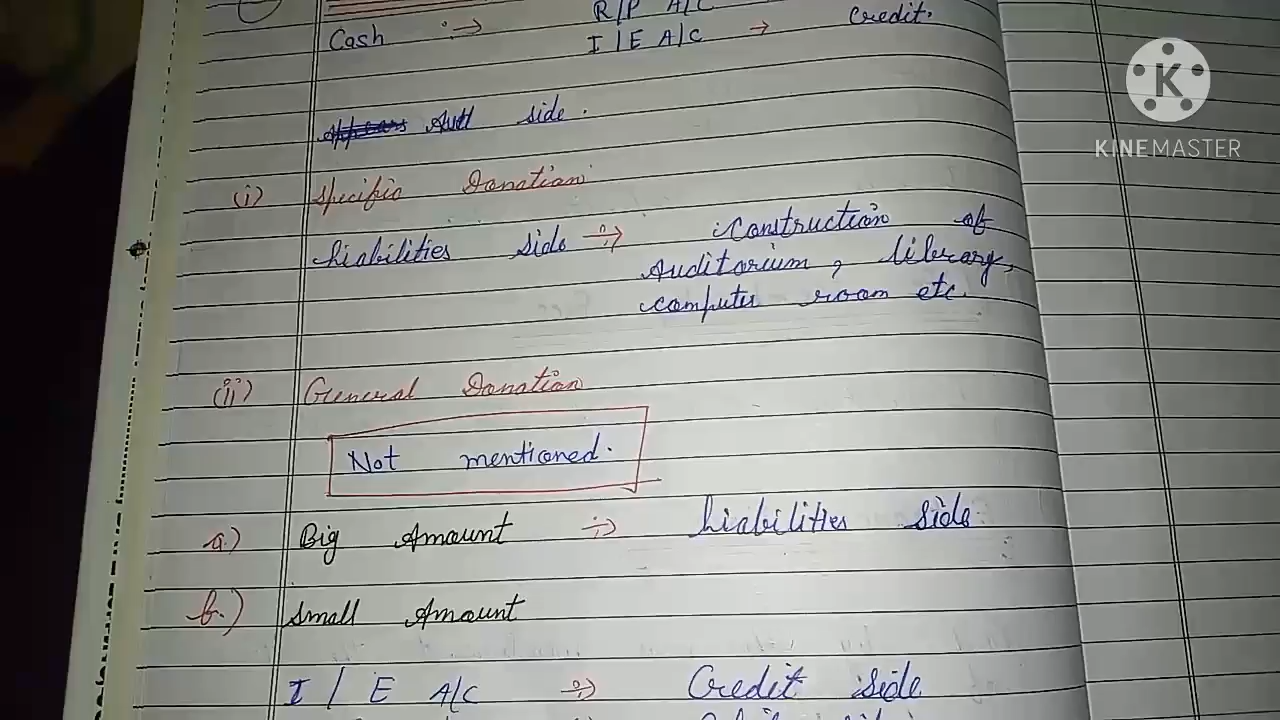 R/P A/C
Cash :→ I/E A/C → Credit.
side.
(i) Specific Donation
Liabilities side :→ Construction of
Auditorium, library,
computer room etc.
(ii) General Donation
Not mentioned.
a.) Big Amount :→ Liabilities Side
b.) Small Amount
I / E A/C :→ Credit side
KINEMASTER